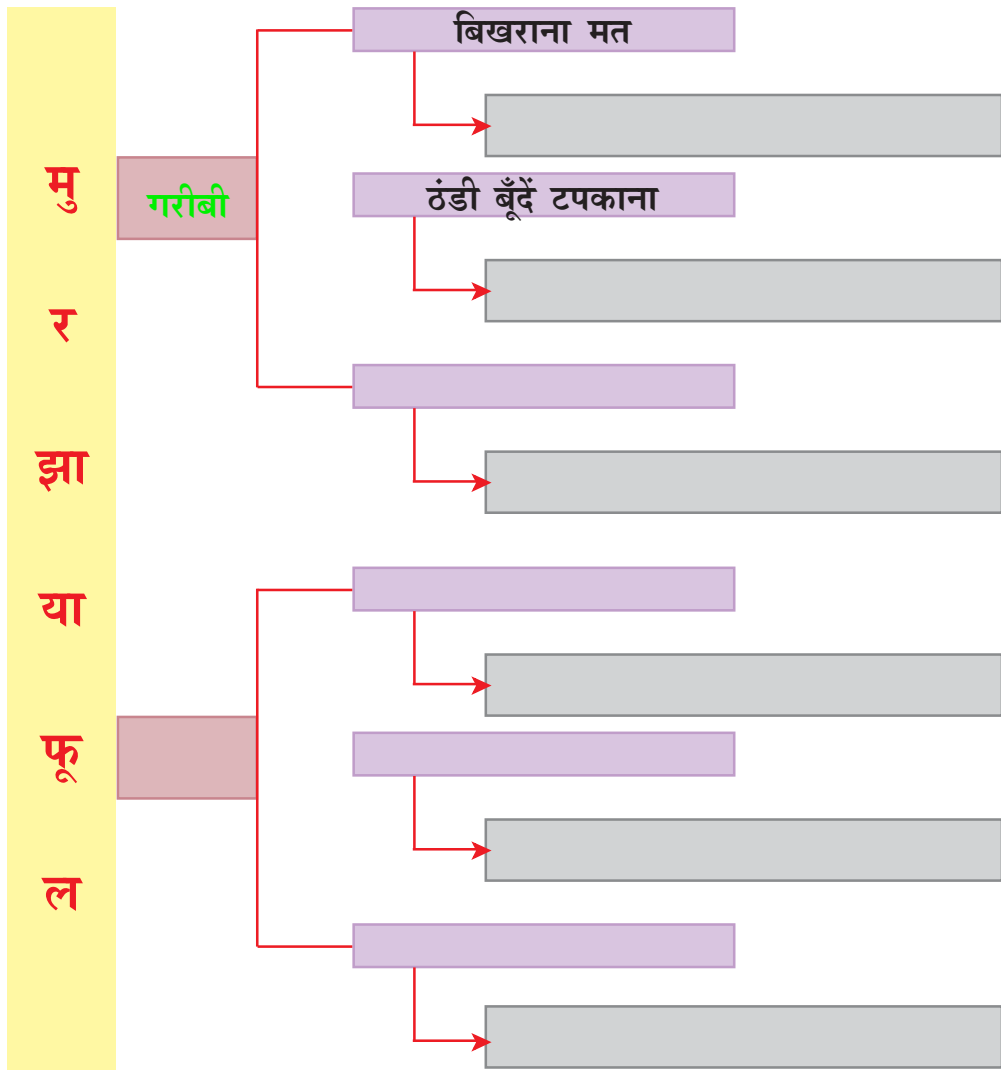 मु
र
झा
या
फू
ल
गरीबी
बिखराना मत
ठंडी बूँदें टपकाना